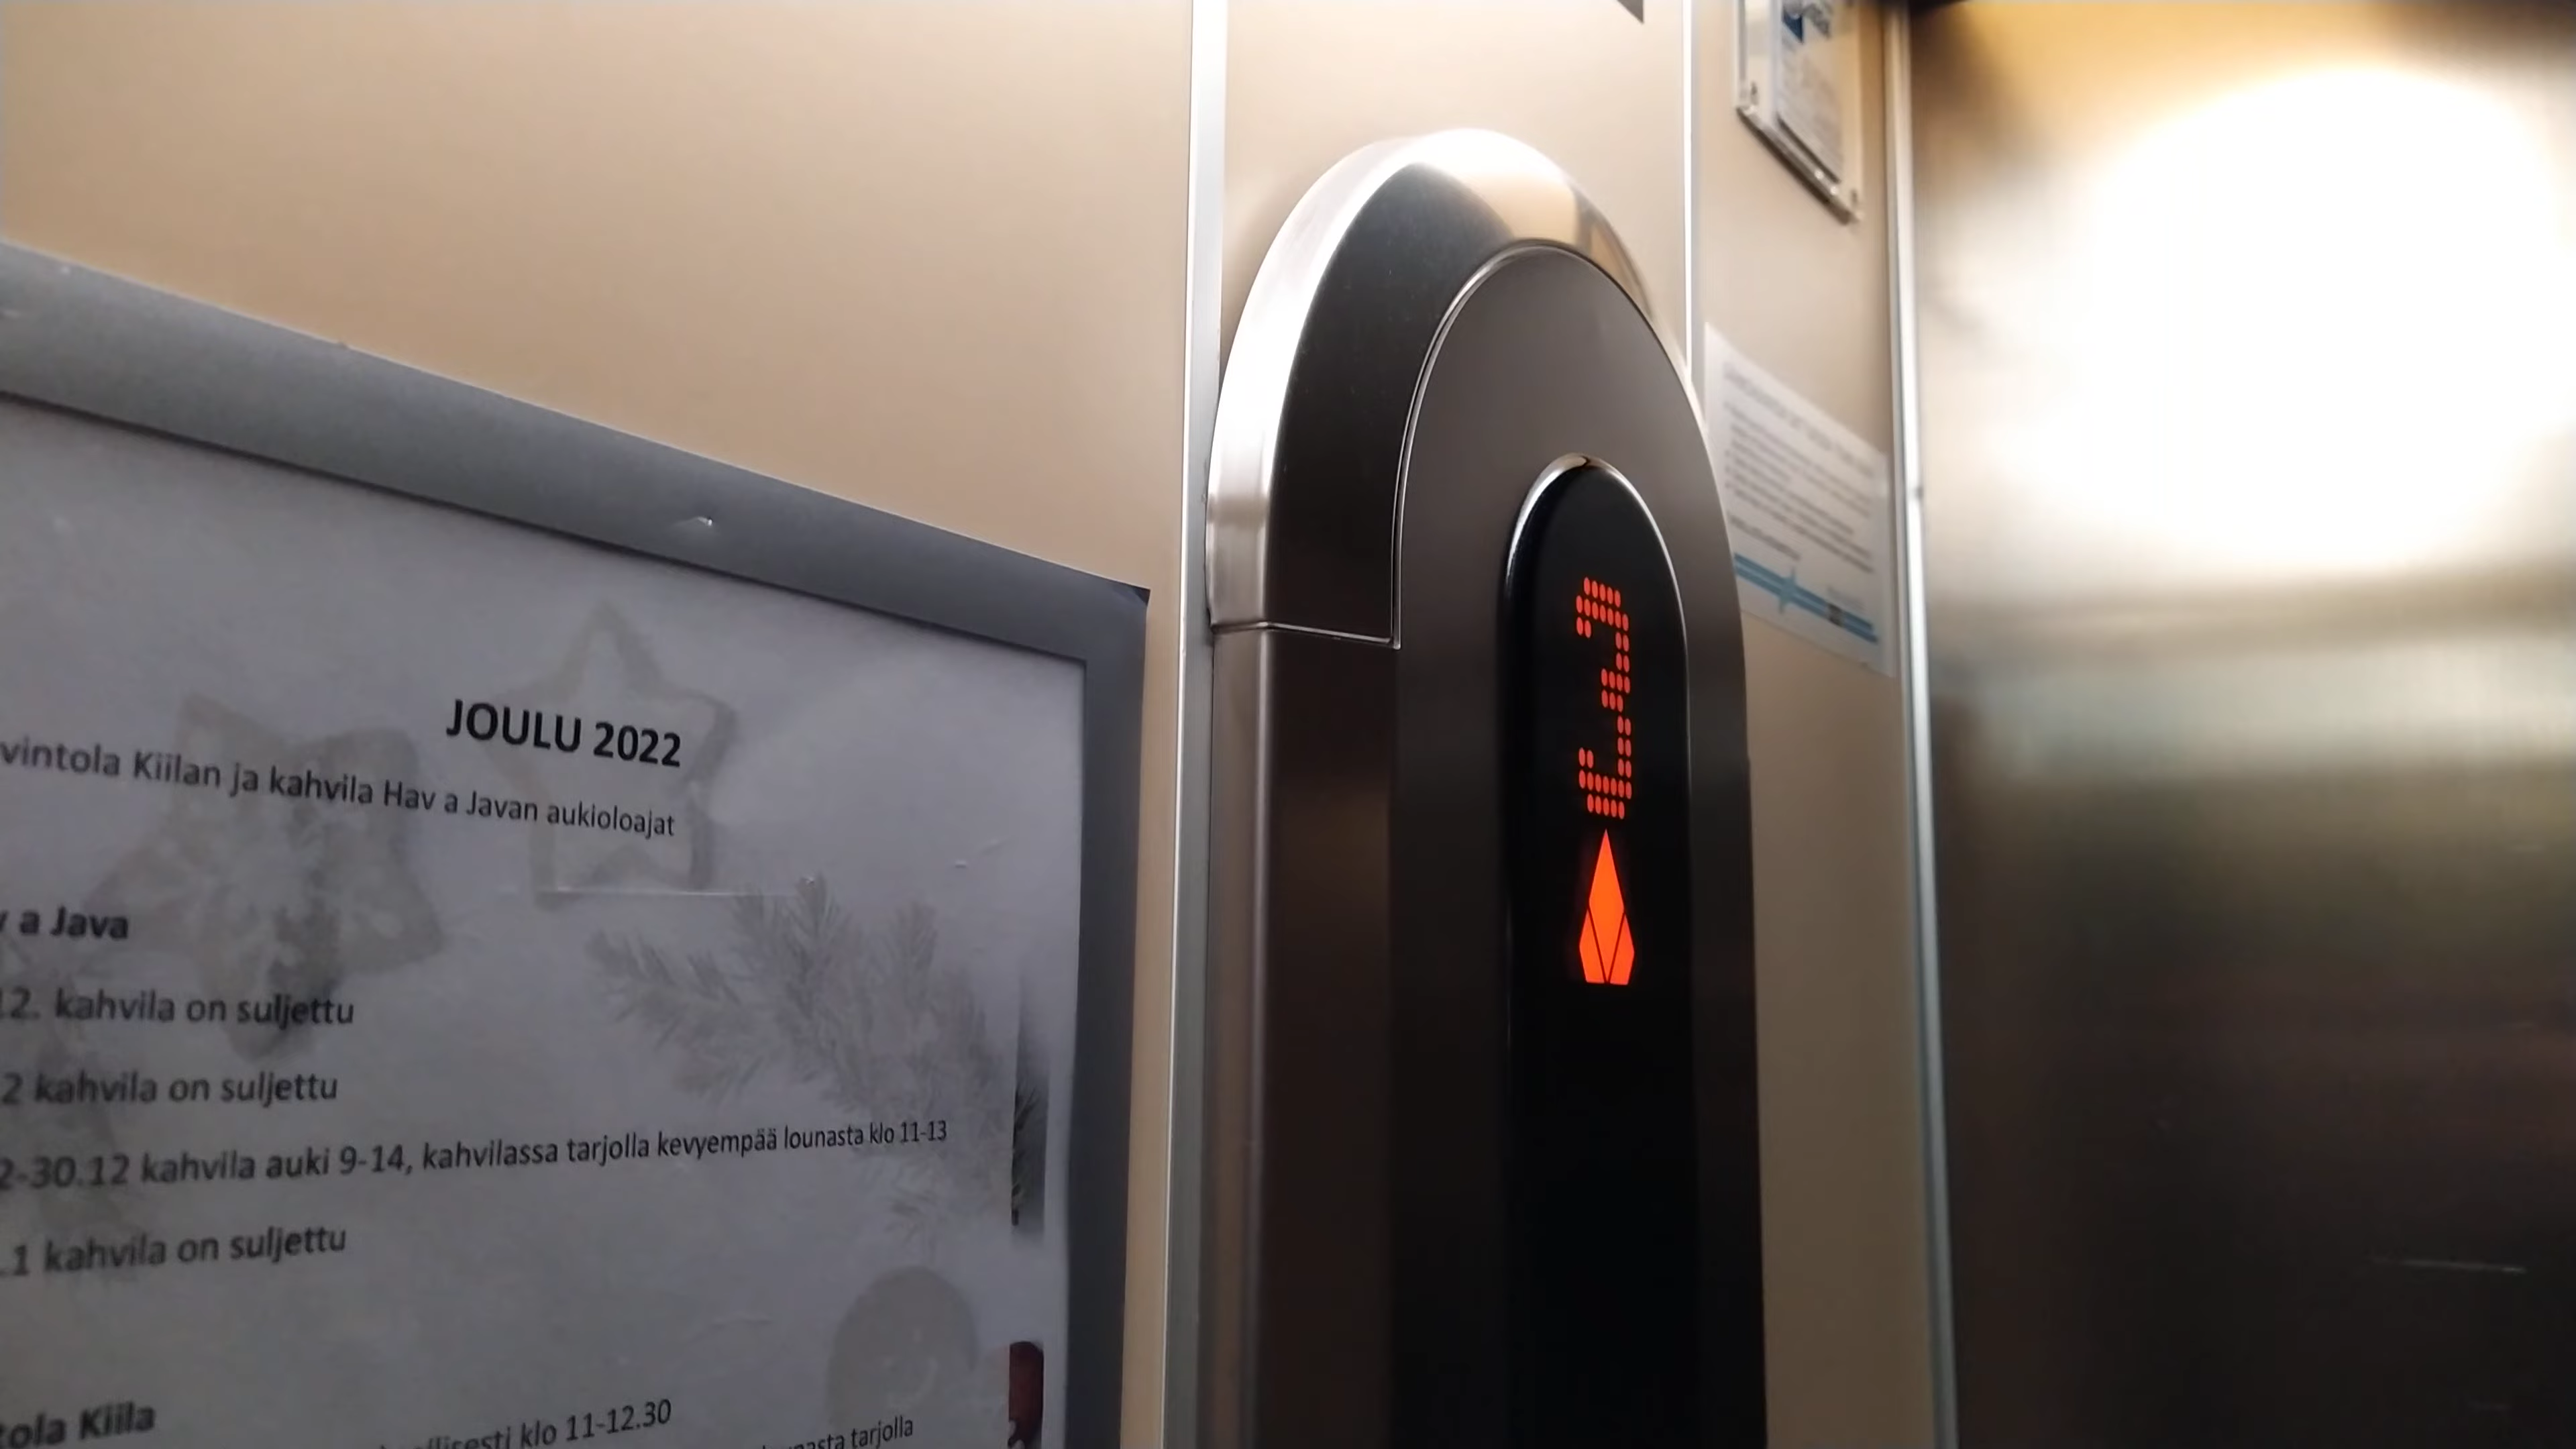 JOULU 2022
vintola Kiilan ja kahvila Hav a Javan aukioloajat
a Java
12. kahvila on suljettu
2 kahvila on suljettu
2-30.12 kahvila auki 9-14, kahvilassa tarjolla kevyempää lounasta klo 11-13
.1 kahvila on suljettu
tola Kiila
klo 11-12.30
tarjolla
3